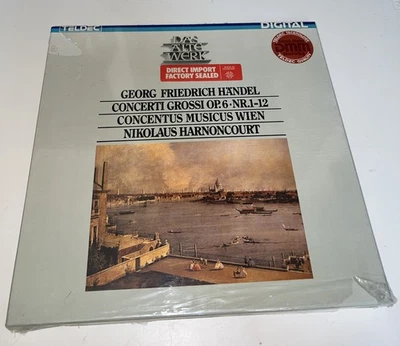 TELDEC
DIGITAL
DAS
ALTE
WERK
DIRECT IMPORT
FACTORY SEALED
DMM
GEORG FRIEDRICH HÄNDEL
CONCERTI GROSSI OP.6·NR.1-12
CONCENTUS MUSICUS WIEN
NIKOLAUS HARNONCOURT